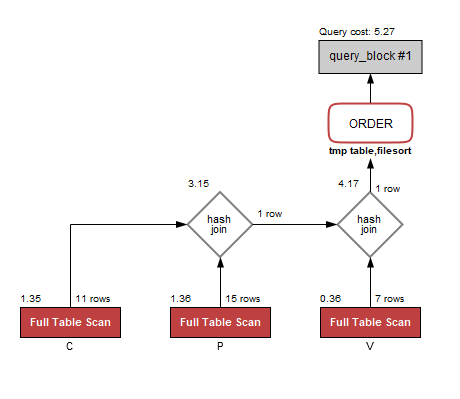 Query cost: 5.27
query_block #1
ORDER
tmp table,filesort
3.15
4.17
1 row
hash
join
1 row
hash
join
1.35
11 rows
1.36
15 rows
0.36
7 rows
Full Table Scan
Full Table Scan
Full Table Scan
C
P
V